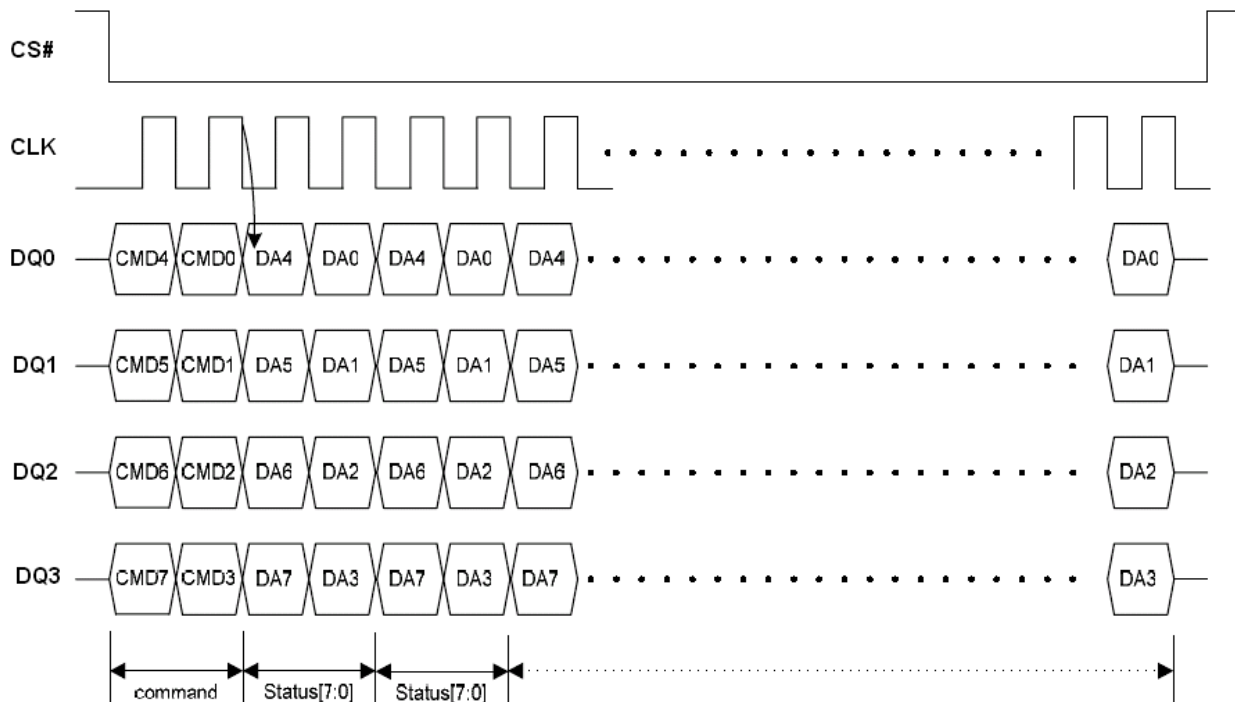 CS#
CLK
DQ0 CMD4 CMD0 DA4 DA0 DA4 DA0 DA4 DA0
DQ1 CMD5 CMD1 DA5 DA1 DA5 DA1 DA5 DA1
DQ2 CMD6 CMD2 DA6 DA2 DA6 DA2 DA6 DA2
DQ3 CMD7 CMD3 DA7 DA3 DA7 DA3 DA7 DA3
command Status[7:0] Status[7:0]